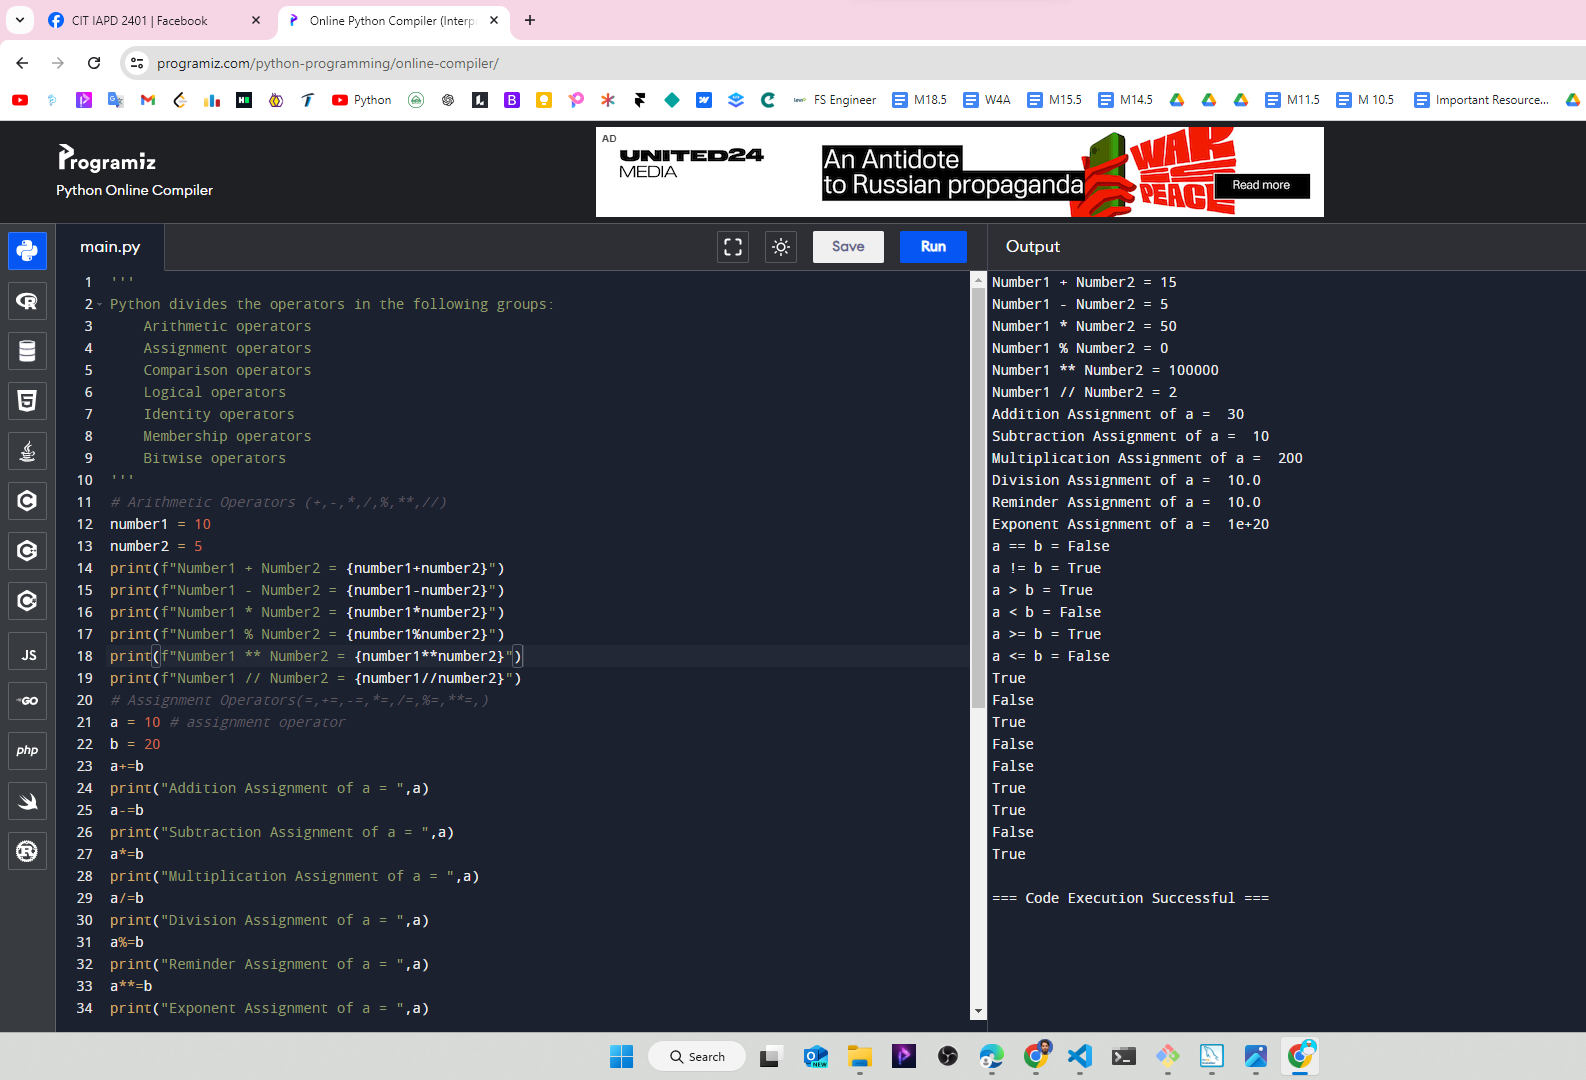 CIT IAPD 2401 | Facebook
Online Python Compiler (Interp
programiz.com/python-programming/online-compiler/
Python
FS Engineer
M18.5
W4A
M15.5
M14.5
M11.5
M 10.5
Important Resource...
Programiz
Python Online Compiler
AD
UNITED24
MEDIA
An Antidote
to Russian propaganda
WAR
IS
PEACE
Read more
main.py
Save
Run
Output
1 '''
2 Python divides the operators in the following groups:
3 Arithmetic operators
4 Assignment operators
5 Comparison operators
6 Logical operators
7 Identity operators
8 Membership operators
9 Bitwise operators
10 '''
11 # Arithmetic Operators (+,-,*,/,%,**,//)
12 number1 = 10
13 number2 = 5
14 print(f"Number1 + Number2 = {number1+number2}")
15 print(f"Number1 - Number2 = {number1-number2}")
16 print(f"Number1 * Number2 = {number1*number2}")
17 print(f"Number1 % Number2 = {number1%number2}")
18 print(f"Number1 ** Number2 = {number1**number2}")
19 print(f"Number1 // Number2 = {number1//number2}")
20 # Assignment Operators(=,+=,-=,*=,/=,%=,**=,)
21 a = 10 # assignment operator
22 b = 20
23 a+=b
24 print("Addition Assignment of a = ",a)
25 a-=b
26 print("Subtraction Assignment of a = ",a)
27 a*=b
28 print("Multiplication Assignment of a = ",a)
29 a/=b
30 print("Division Assignment of a = ",a)
31 a%=b
32 print("Reminder Assignment of a = ",a)
33 a**=b
34 print("Exponent Assignment of a = ",a)
Number1 + Number2 = 15
Number1 - Number2 = 5
Number1 * Number2 = 50
Number1 % Number2 = 0
Number1 ** Number2 = 100000
Number1 // Number2 = 2
Addition Assignment of a =  30
Subtraction Assignment of a =  10
Multiplication Assignment of a =  200
Division Assignment of a =  10.0
Reminder Assignment of a =  10.0
Exponent Assignment of a =  1e+20
a == b = False
a != b = True
a > b = True
a < b = False
a >= b = True
a <= b = False
True
False
True
False
False
True
True
False
True
=== Code Execution Successful ===
JS
GO
php
Search
NEW